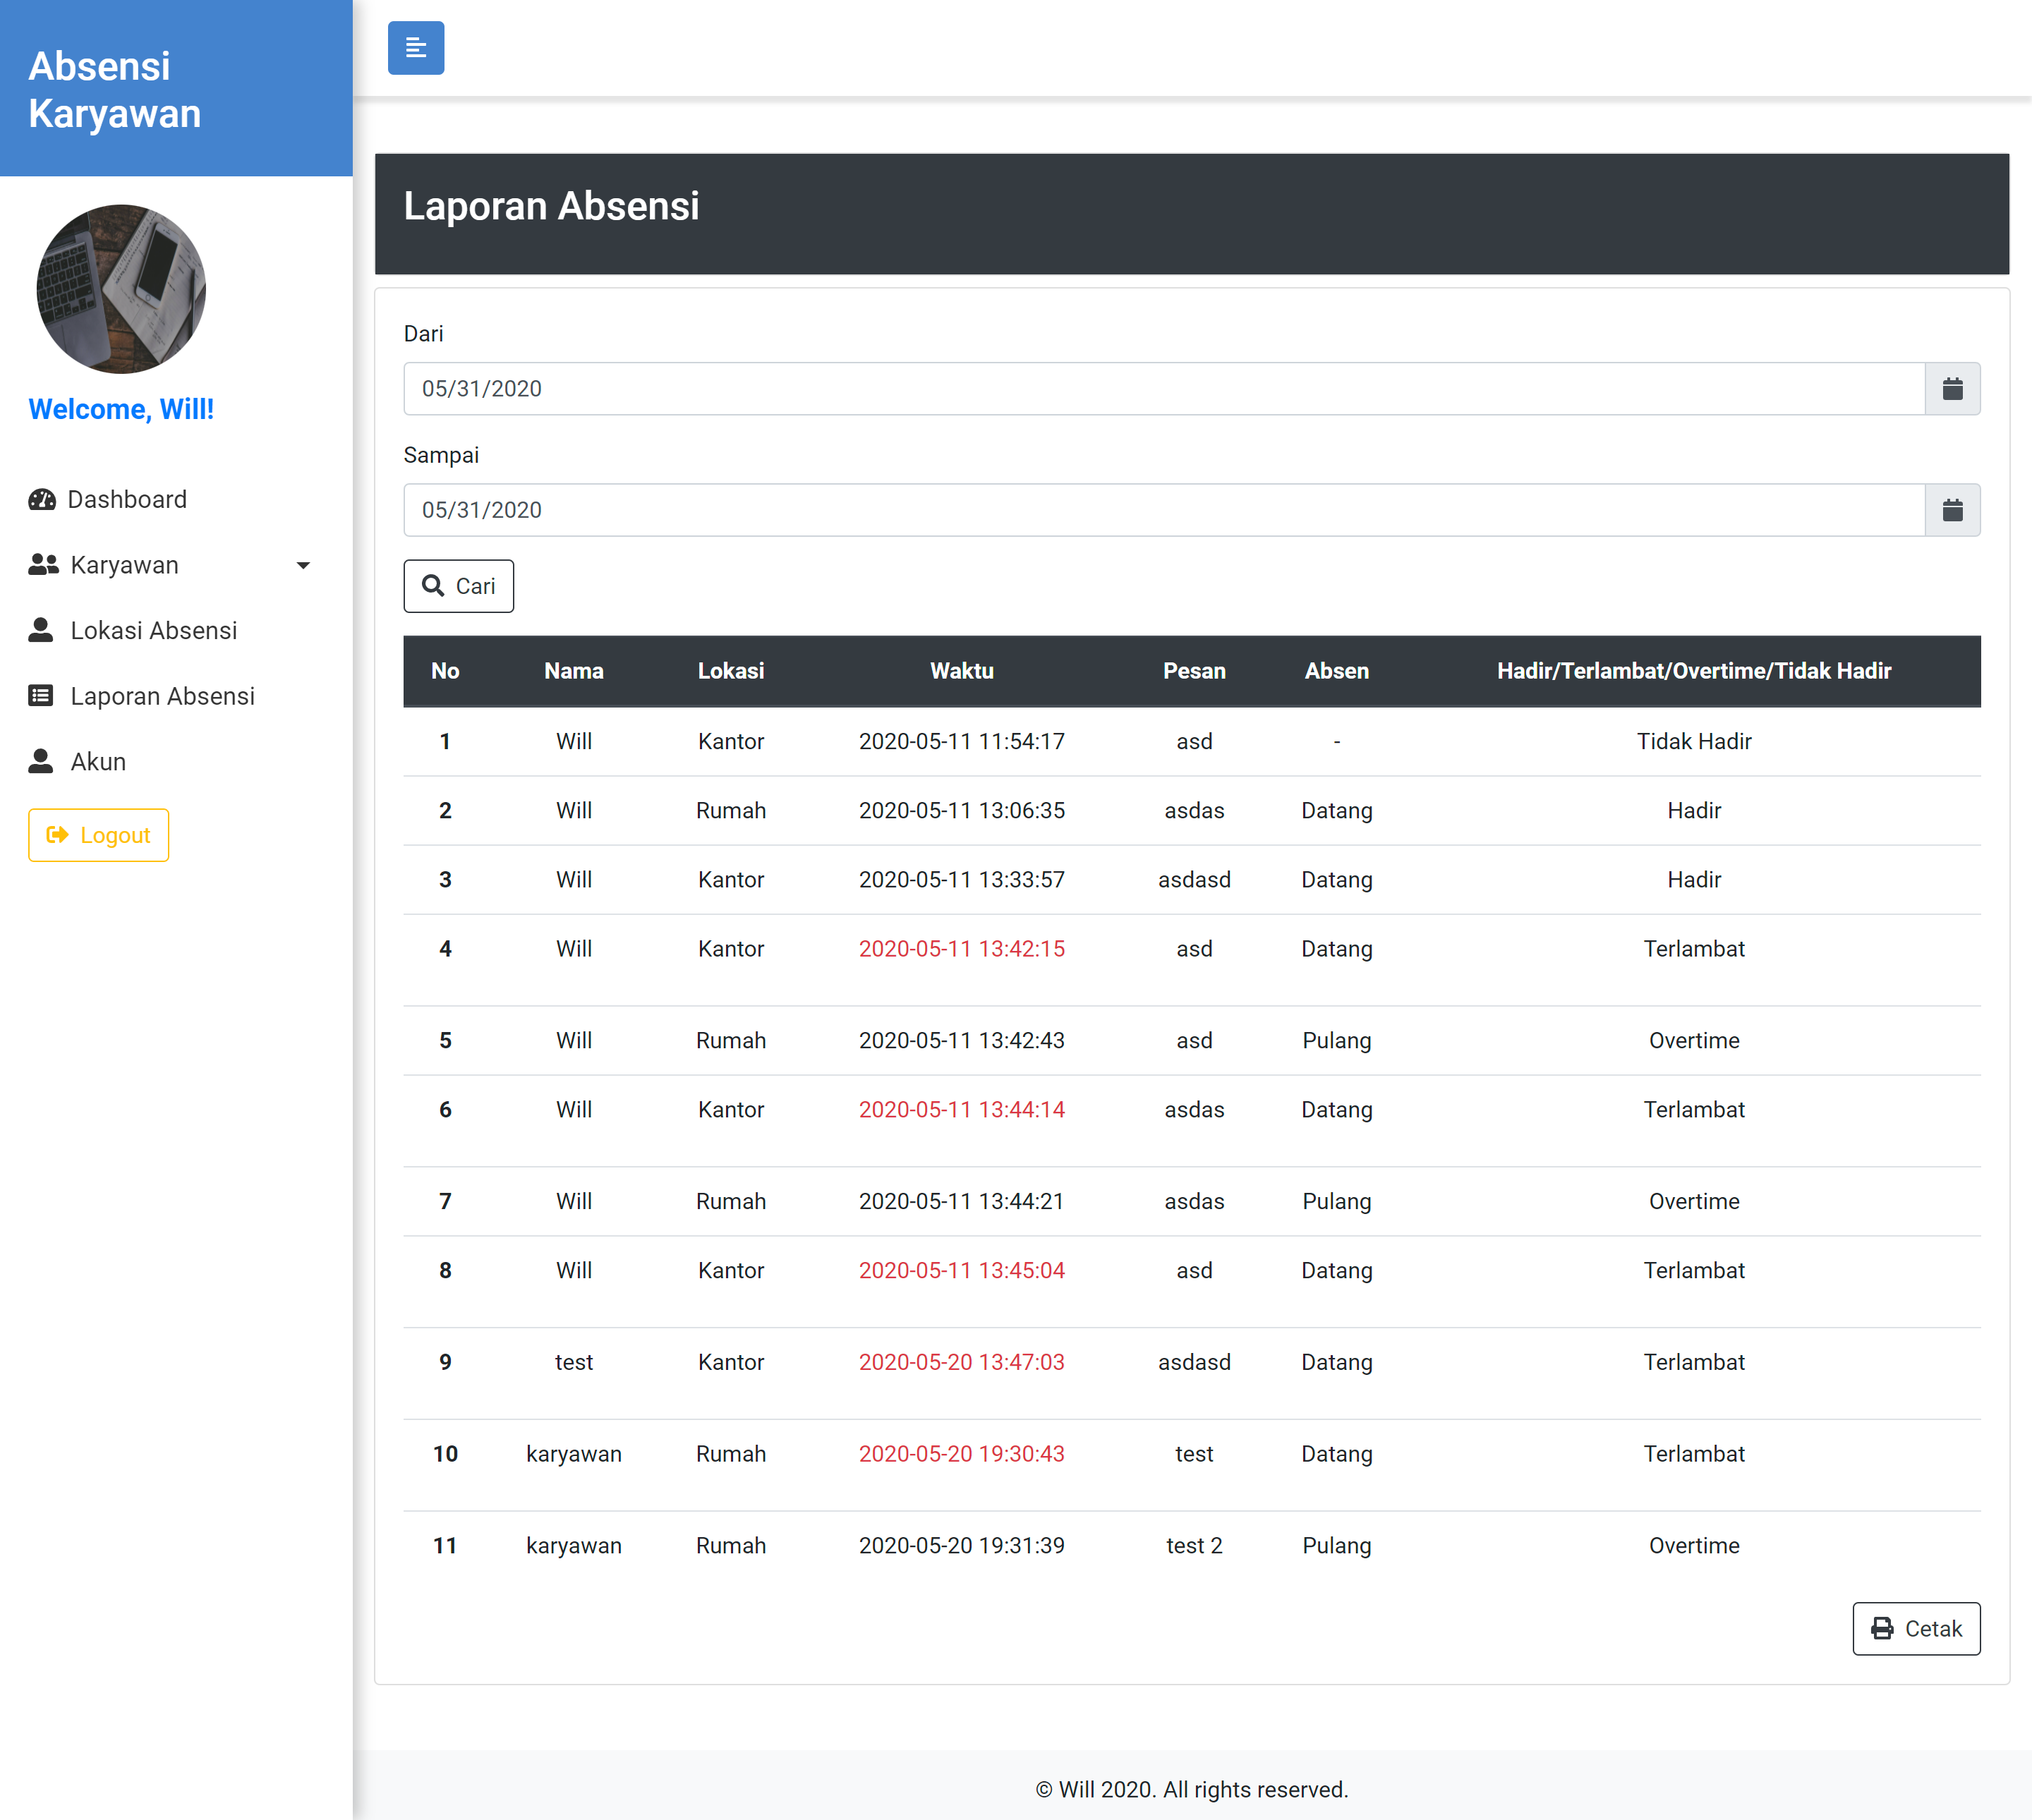 Absensi
Karyawan
Welcome, Will!
Dashboard
Karyawan
Lokasi Absensi
Laporan Absensi
Akun
Logout
Laporan Absensi
Dari
05/31/2020
Sampai
05/31/2020
Cari
No Nama Lokasi Waktu Pesan Absen Hadir/Terlambat/Overtime/Tidak Hadir
1 Will Kantor 2020-05-11 11:54:17 asd - Tidak Hadir
2 Will Rumah 2020-05-11 13:06:35 asdas Datang Hadir
3 Will Kantor 2020-05-11 13:33:57 asdasd Datang Hadir
4 Will Kantor 2020-05-11 13:42:15 asd Datang Terlambat
5 Will Rumah 2020-05-11 13:42:43 asd Pulang Overtime
6 Will Kantor 2020-05-11 13:44:14 asdas Datang Terlambat
7 Will Rumah 2020-05-11 13:44:21 asdas Pulang Overtime
8 Will Kantor 2020-05-11 13:45:04 asd Datang Terlambat
9 test Kantor 2020-05-20 13:47:03 asdasd Datang Terlambat
10 karyawan Rumah 2020-05-20 19:30:43 test Datang Terlambat
11 karyawan Rumah 2020-05-20 19:31:39 test 2 Pulang Overtime
Cetak
© Will 2020. All rights reserved.